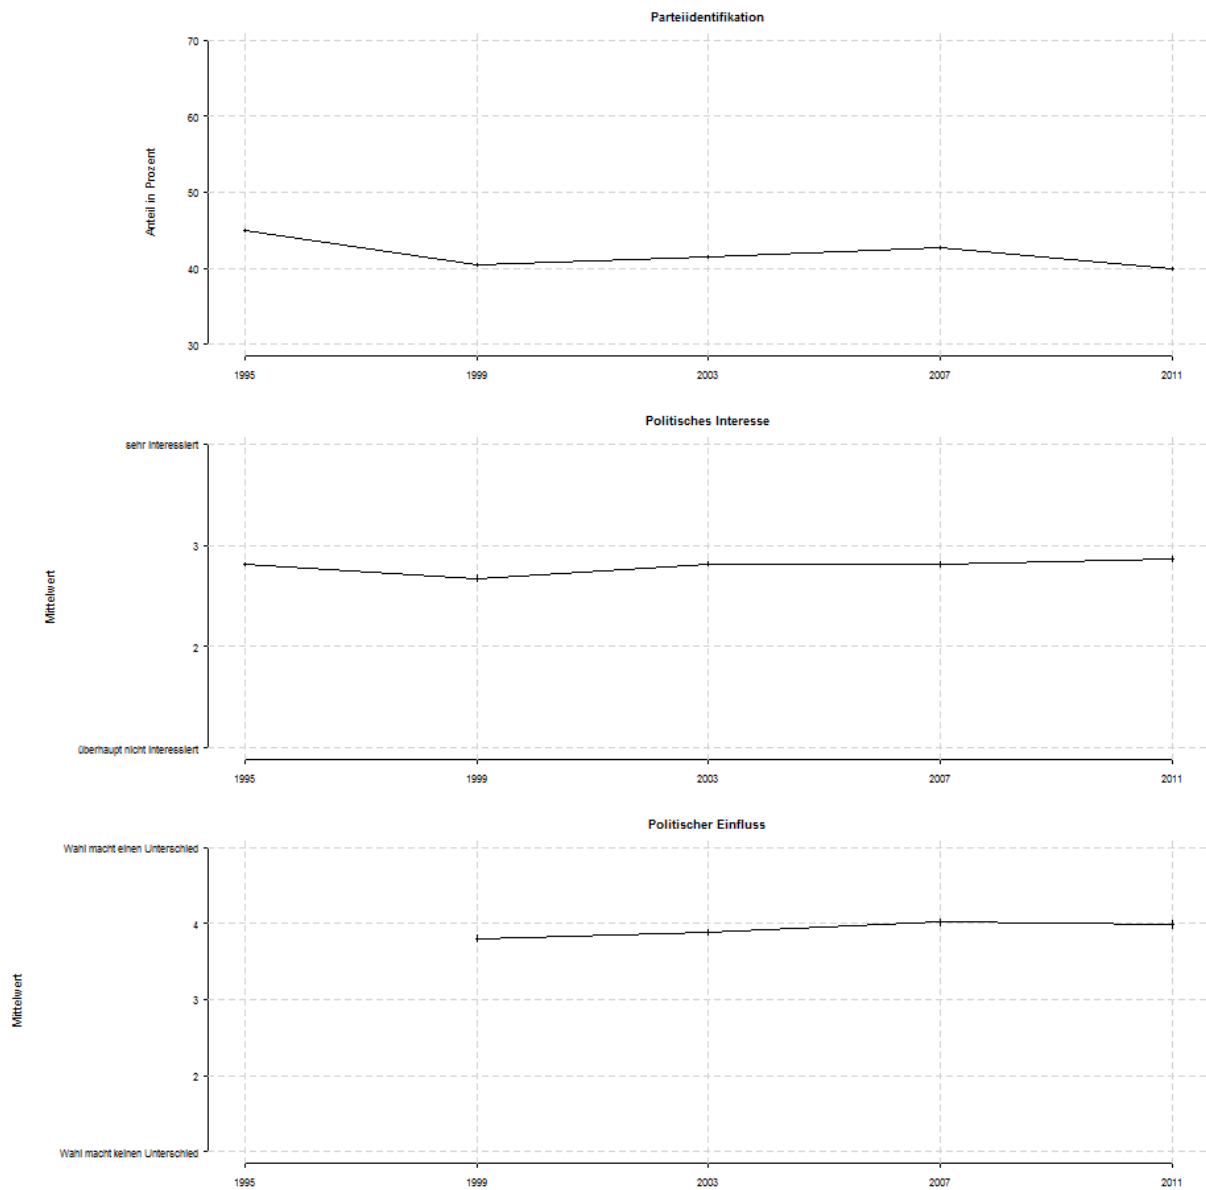 Parteiidentifikation
Anteil in Prozent
70
60
50
40
30
1995 1999 2003 2007 2011
Politisches Interesse
Mittelwert
sehr interessiert
3
2
überhaupt nicht interessiert
1995 1999 2003 2007 2011
Politischer Einfluss
Mittelwert
Wahl macht einen Unterschied
4
3
2
Wahl macht keinen Unterschied
1995 1999 2003 2007 2011